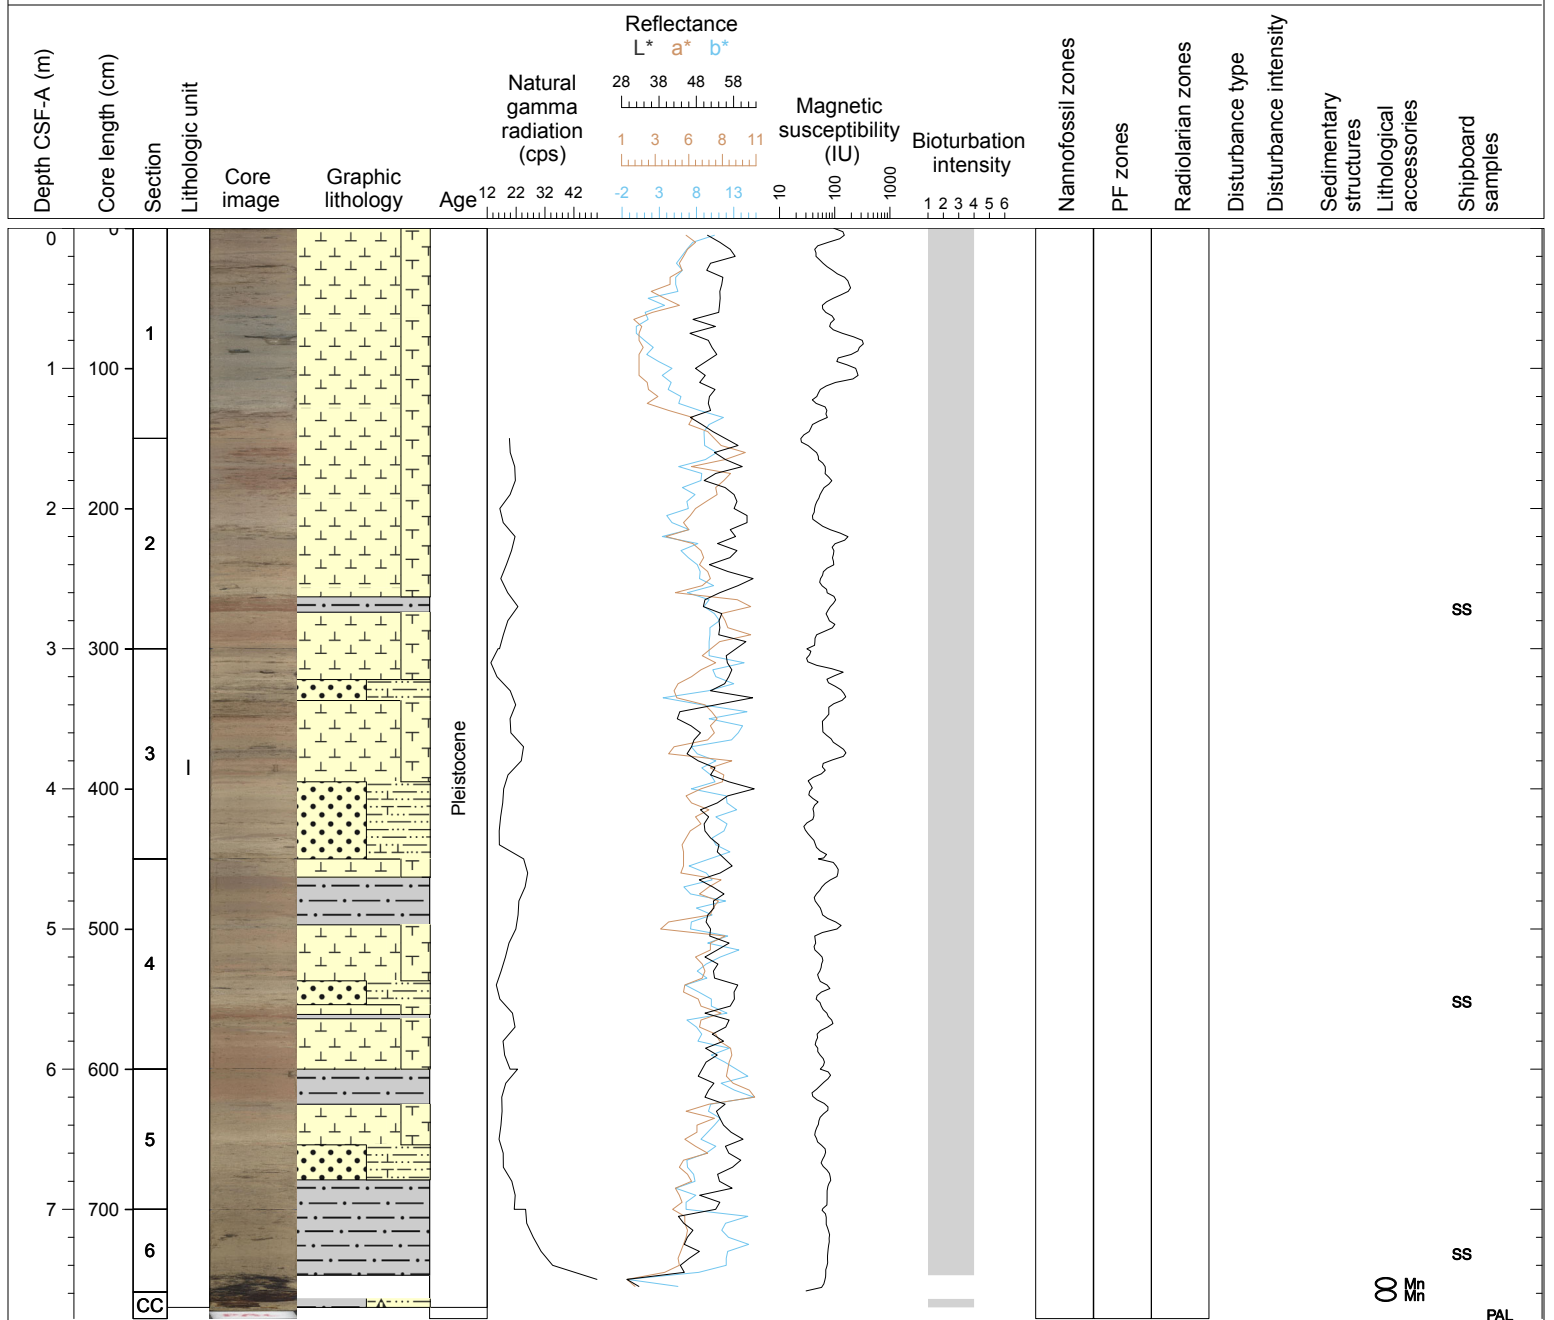 Depth CSF-A (m)
Core length (cm)
Section
Lithologic unit
Core
image
Graphic
lithology
Age
Natural
gamma
radiation
(cps)
12 22 32 42
Reflectance
L* a* b*
28 38 48 58
1 3 6 8 11
-2 3 8 13
Magnetic
susceptibility
(IU)
10 100 1000
Bioturbation
intensity
1 2 3 4 5 6
Nannofossil zones
PF zones
Radiolarian zones
Disturbance type
Disturbance intensity
Sedimentary
structures
Lithological
accessories
Shipboard
samples
0 0
1
1 100
2 200
2
SS
3 300
3
I
Pleistocene
4 400
5 500
4
SS
6 600
5
7 700
6
SS
Mn
Mn
CC
PAL